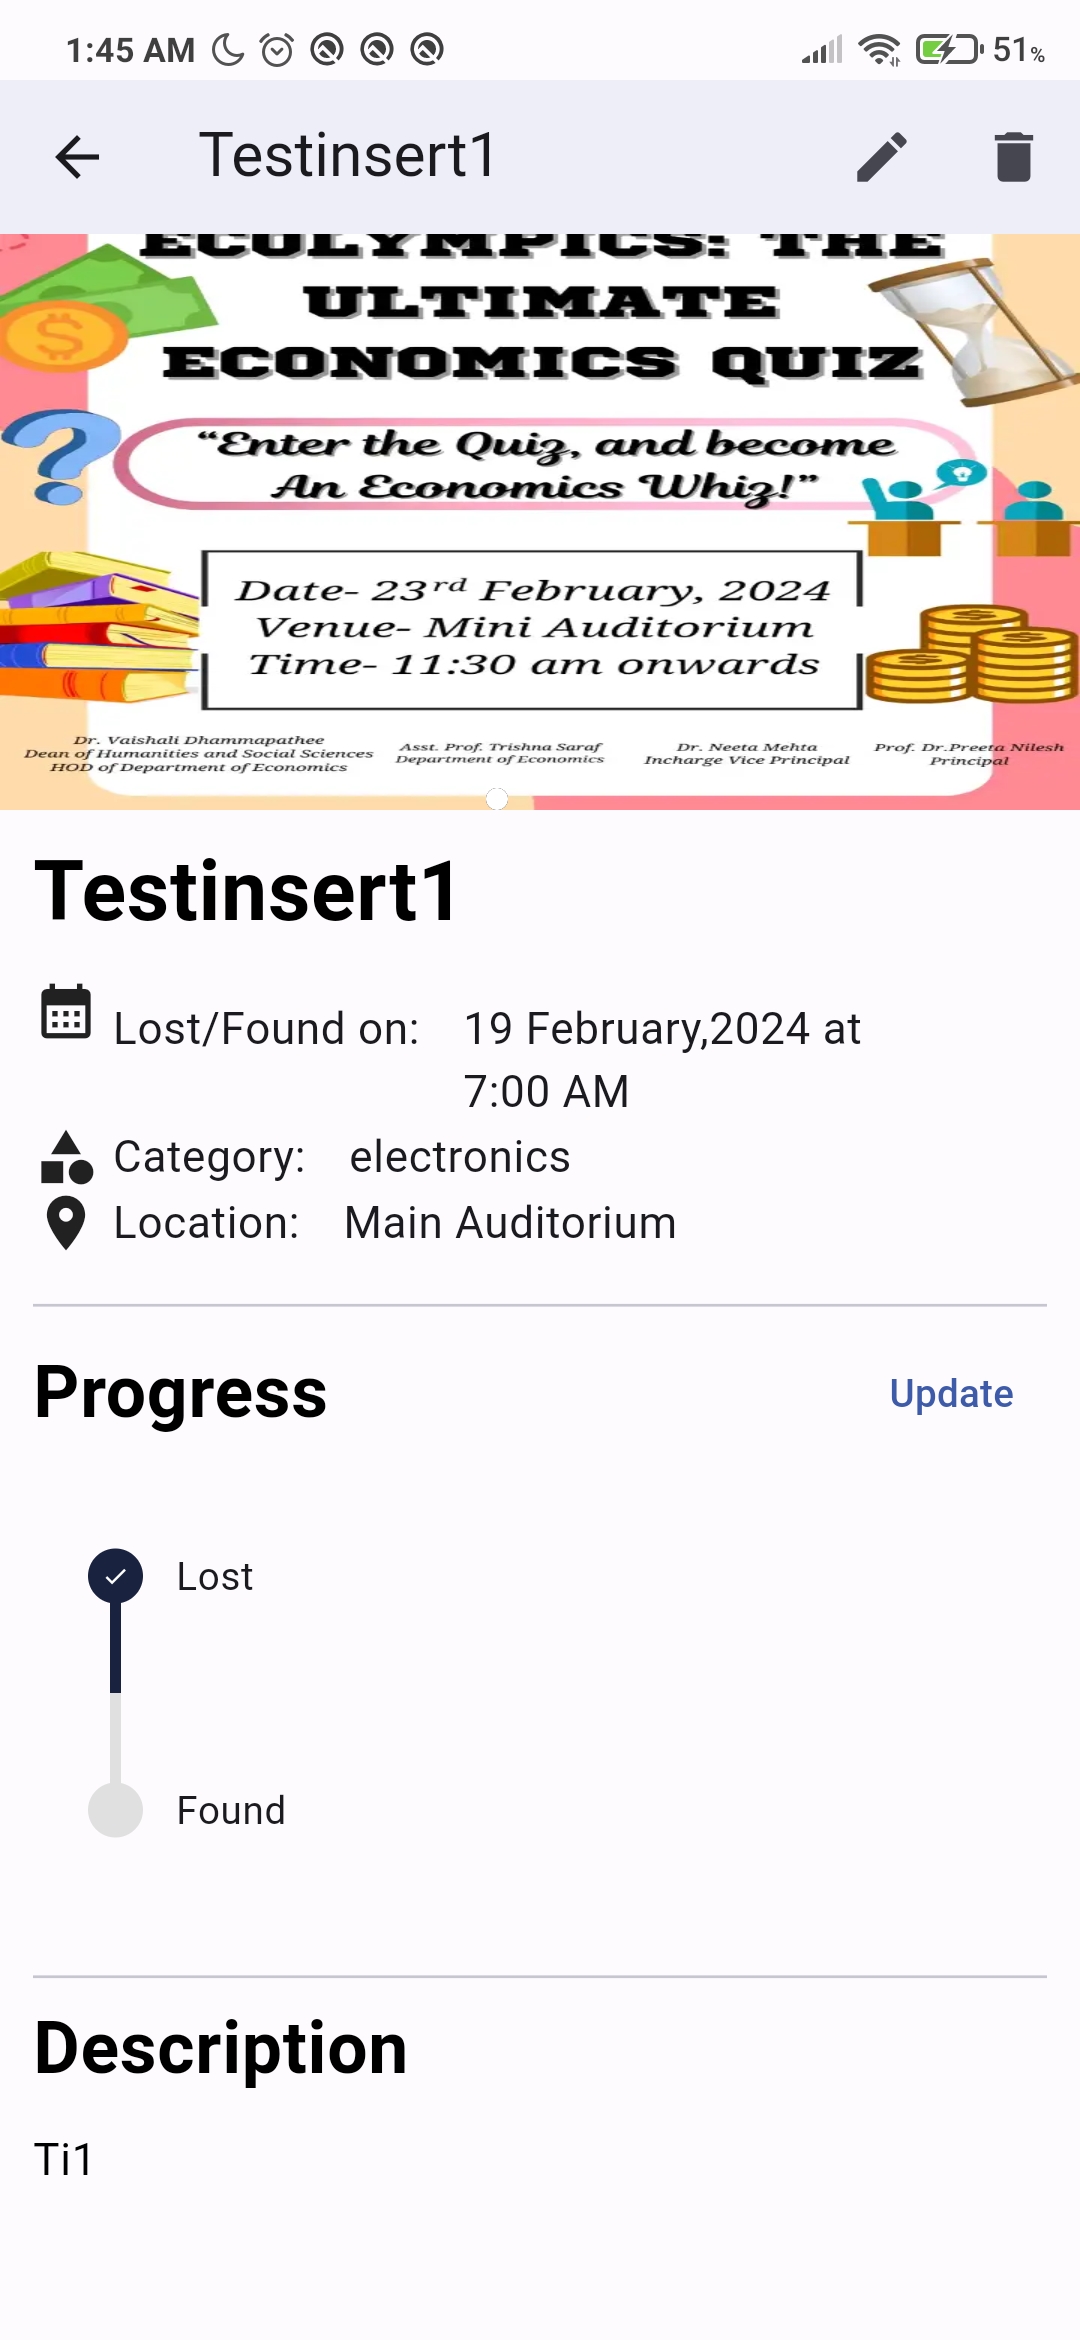 1:45 AM 51%
Testinsert1
ECOLYMPICS: THE
ULTIMATE
ECONOMICS QUIZ
“Enter the Quiz, and become
An Economics Whiz!”
Date- 23rd February, 2024
Venue- Mini Auditorium
Time- 11:30 am onwards
Dr. Vaishali Dhammapathee
Dean of Humanities and Social Sciences
HOD of Department of Economics
Asst. Prof. Trishna Saraf
Department of Economics
Dr. Neeta Mehta
Incharge Vice Principal
Prof. Dr.Preeta Nilesh
Principal
Testinsert1
Lost/Found on: 19 February,2024 at
7:00 AM
Category: electronics
Location: Main Auditorium
Progress
Update
Lost
Found
Description
Ti1